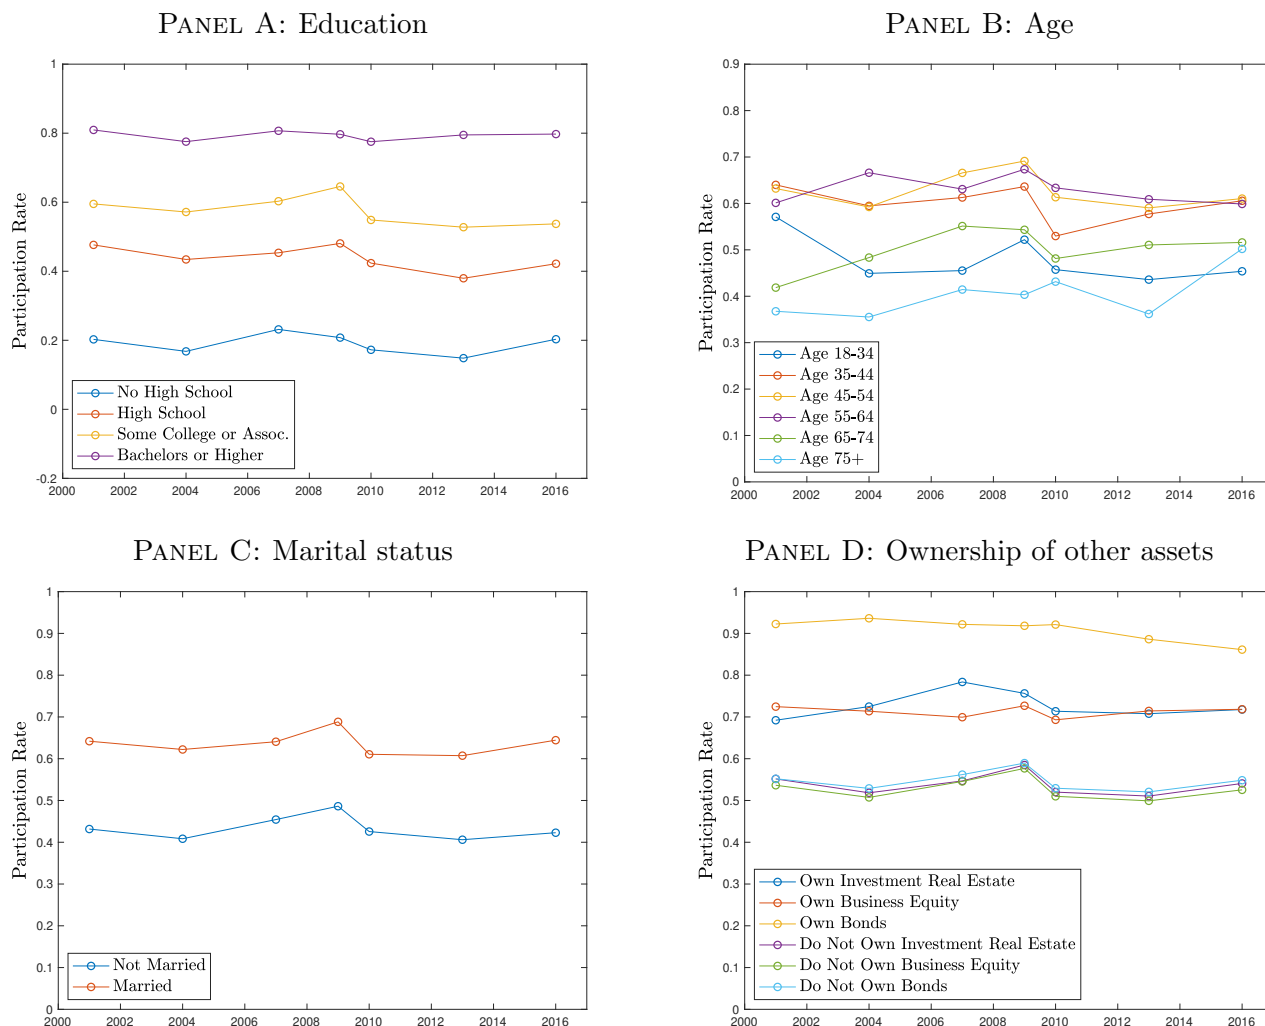 PANEL A: Education
1
0.8
0.6
0.4
0.2
0
-0.2
Participation Rate
2000 2002 2004 2006 2008 2010 2012 2014 2016
No High School
High School
Some College or Assoc.
Bachelors or Higher
PANEL B: Age
0.9
0.8
0.7
0.6
0.5
0.4
0.3
0.2
0.1
0
Participation Rate
2000 2002 2004 2006 2008 2010 2012 2014 2016
Age 18-34
Age 35-44
Age 45-54
Age 55-64
Age 65-74
Age 75+
PANEL C: Marital status
1
0.9
0.8
0.7
0.6
0.5
0.4
0.3
0.2
0.1
0
Participation Rate
2000 2002 2004 2006 2008 2010 2012 2014 2016
Not Married
Married
PANEL D: Ownership of other assets
1
0.9
0.8
0.7
0.6
0.5
0.4
0.3
0.2
0.1
0
Participation Rate
2000 2002 2004 2006 2008 2010 2012 2014 2016
Own Investment Real Estate
Own Business Equity
Own Bonds
Do Not Own Investment Real Estate
Do Not Own Business Equity
Do Not Own Bonds